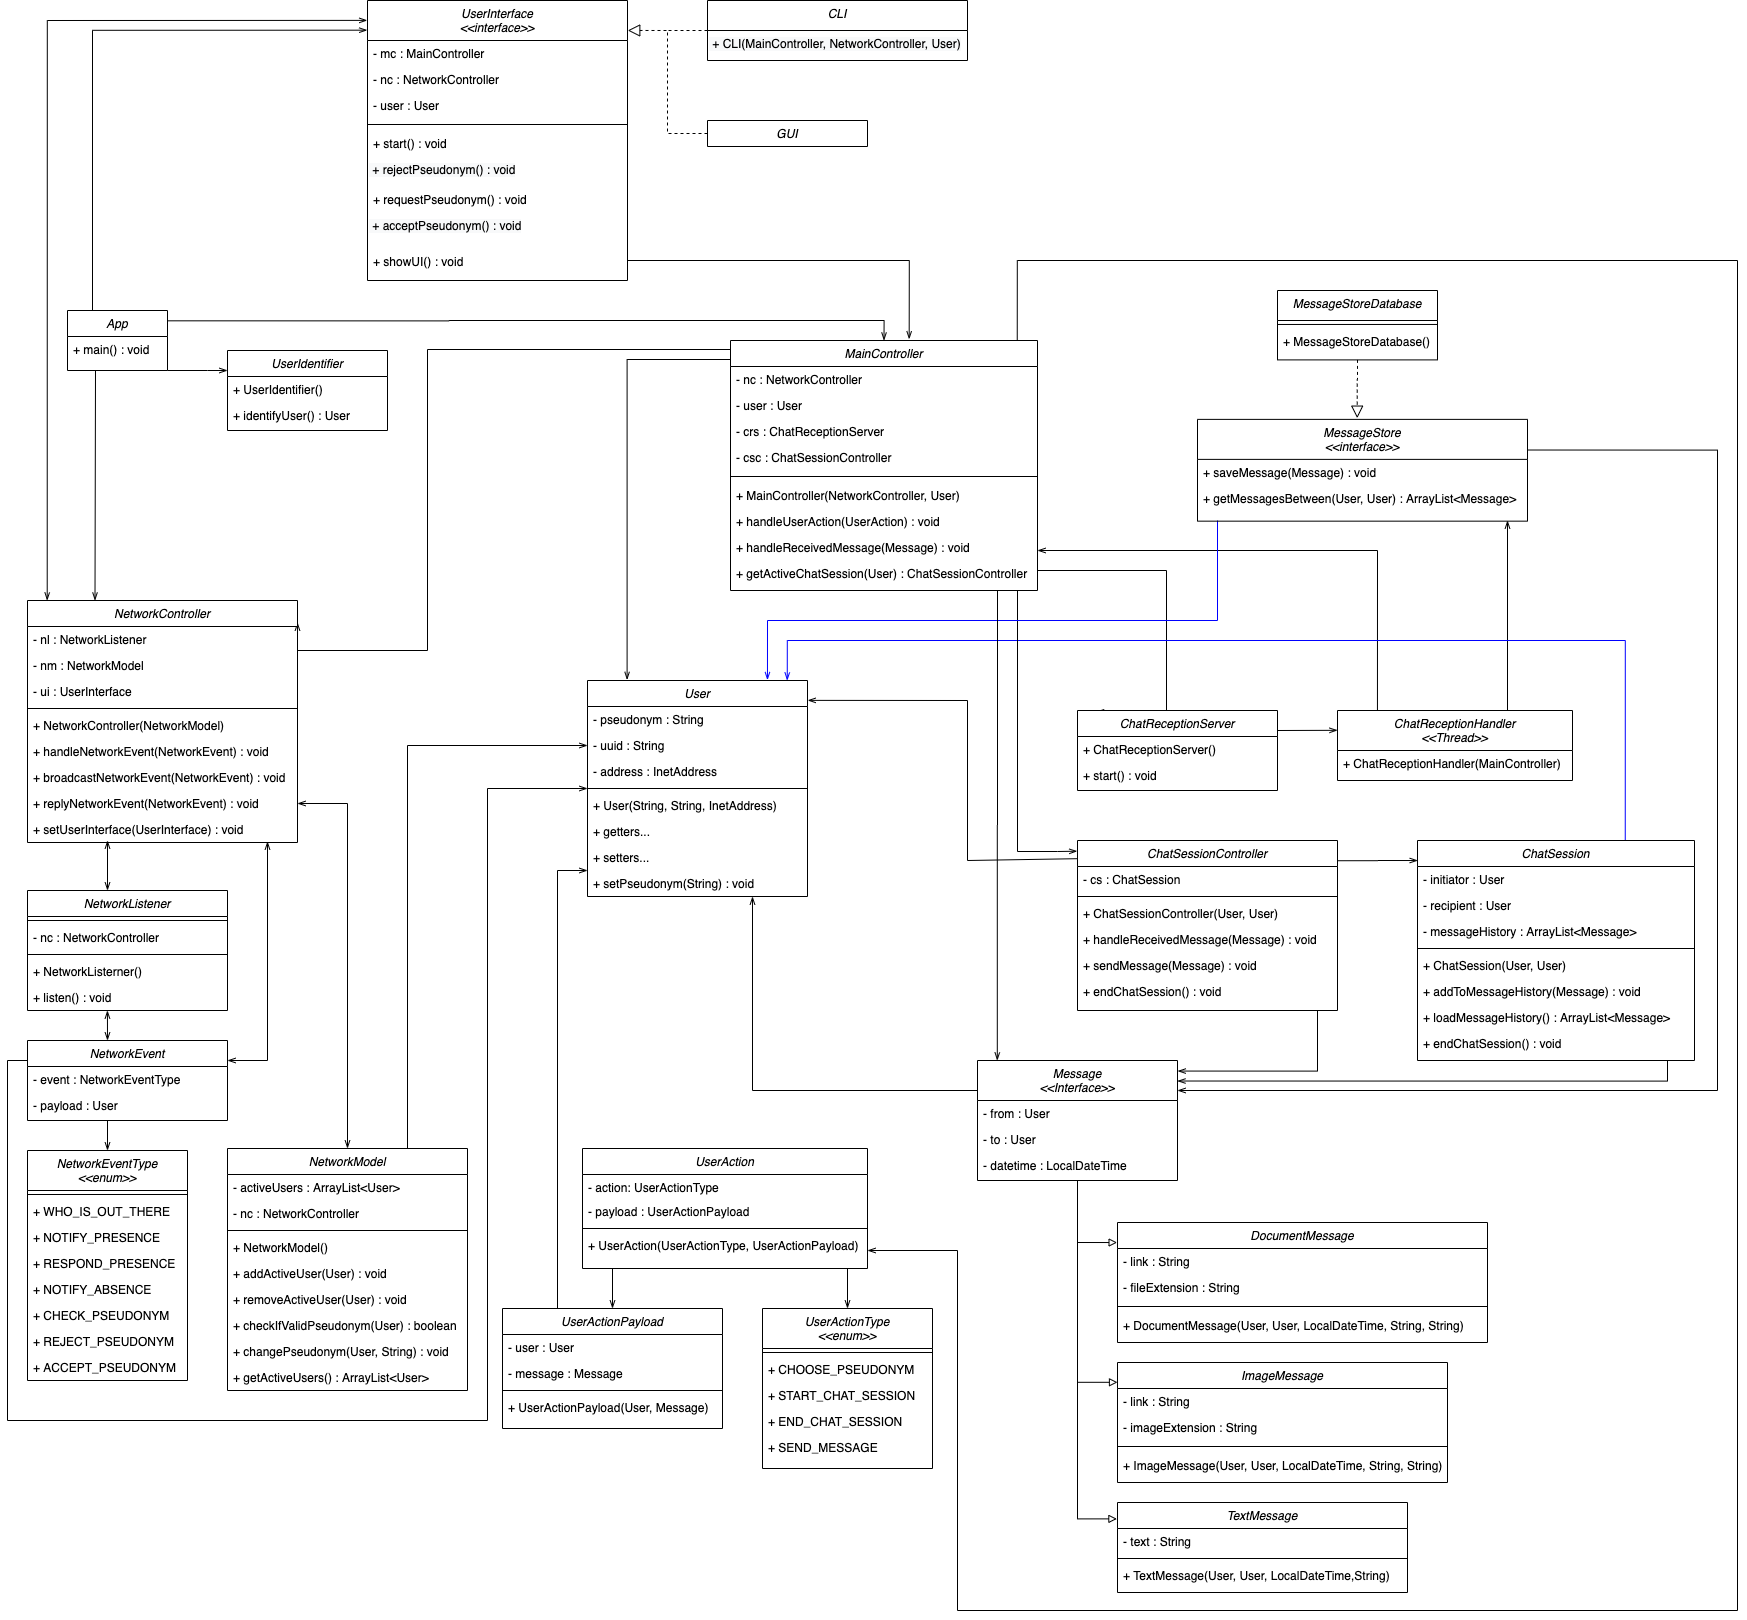 UserInterface
<<interface>>
- mc : MainController
- nc : NetworkController
- user : User
+ start() : void
+ rejectPseudonym() : void
+ requestPseudonym() : void
+ acceptPseudonym() : void
+ showUI() : void
CLI
+ CLI(MainController, NetworkController, User)
GUI
App
+ main() : void
UserIdentifier
+ UserIdentifier()
+ identifyUser() : User
MainController
- nc : NetworkController
- user : User
- crs : ChatReceptionServer
- csc : ChatSessionController
+ MainController(NetworkController, User)
+ handleUserAction(UserAction) : void
+ handleReceivedMessage(Message) : void
+ getActiveChatSession(User) : ChatSessionController
MessageStoreDatabase
+ MessageStoreDatabase()
MessageStore
<<interface>>
+ saveMessage(Message) : void
+ getMessagesBetween(User, User) : ArrayList<Message>
NetworkController
- nl : NetworkListener
- nm : NetworkModel
- ui : UserInterface
+ NetworkController(NetworkModel)
+ handleNetworkEvent(NetworkEvent) : void
+ broadcastNetworkEvent(NetworkEvent) : void
+ replyNetworkEvent(NetworkEvent) : void
+ setUserInterface(UserInterface) : void
User
- pseudonym : String
- uuid : String
- address : InetAddress
+ User(String, String, InetAddress)
+ getters...
+ setters...
+ setPseudonym(String) : void
ChatReceptionServer
+ ChatReceptionServer()
+ start() : void
ChatReceptionHandler
<<Thread>>
+ ChatReceptionHandler(MainController)
ChatSessionController
- cs : ChatSession
+ ChatSessionController(User, User)
+ handleReceivedMessage(Message) : void
+ sendMessage(Message) : void
+ endChatSession() : void
ChatSession
- initiator : User
- recipient : User
- messageHistory : ArrayList<Message>
+ ChatSession(User, User)
+ addToMessageHistory(Message) : void
+ loadMessageHistory() : ArrayList<Message>
+ endChatSession() : void
NetworkListener
- nc : NetworkController
+ NetworkListerner()
+ listen() : void
NetworkEvent
- event : NetworkEventType
- payload : User
NetworkEventType
<<enum>>
+ WHO_IS_OUT_THERE
+ NOTIFY_PRESENCE
+ RESPOND_PRESENCE
+ NOTIFY_ABSENCE
+ CHECK_PSEUDONYM
+ REJECT_PSEUDONYM
+ ACCEPT_PSEUDONYM
NetworkModel
- activeUsers : ArrayList<User>
- nc : NetworkController
+ NetworkModel()
+ addActiveUser(User) : void
+ removeActiveUser(User) : void
+ checkIfValidPseudonym(User) : boolean
+ changePseudonym(User, String) : void
+ getActiveUsers() : ArrayList<User>
UserAction
- action: UserActionType
- payload : UserActionPayload
+ UserAction(UserActionType, UserActionPayload)
UserActionPayload
- user : User
- message : Message
+ UserActionPayload(User, Message)
UserActionType
<<enum>>
+ CHOOSE_PSEUDONYM
+ START_CHAT_SESSION
+ END_CHAT_SESSION
+ SEND_MESSAGE
Message
<<Interface>>
- from : User
- to : User
- datetime : LocalDateTime
DocumentMessage
- link : String
- fileExtension : String
+ DocumentMessage(User, User, LocalDateTime, String, String)
ImageMessage
- link : String
- imageExtension : String
+ ImageMessage(User, User, LocalDateTime, String, String)
TextMessage
- text : String
+ TextMessage(User, User, LocalDateTime,String)